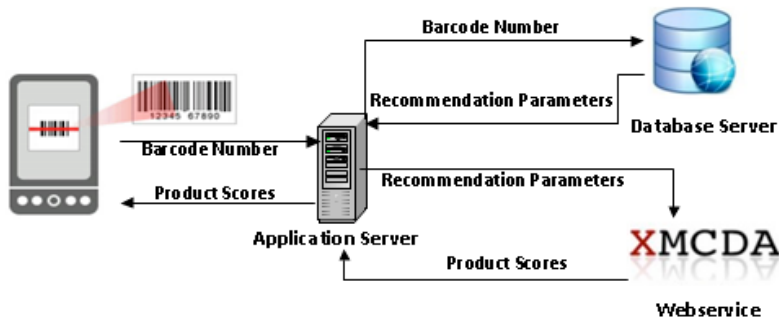 Barcode Number
12345 67890
Recommendation Parameters
Database Server
Barcode Number
Recommendation Parameters
Product Scores
Application Server
XMCDA
Product Scores
Webservice